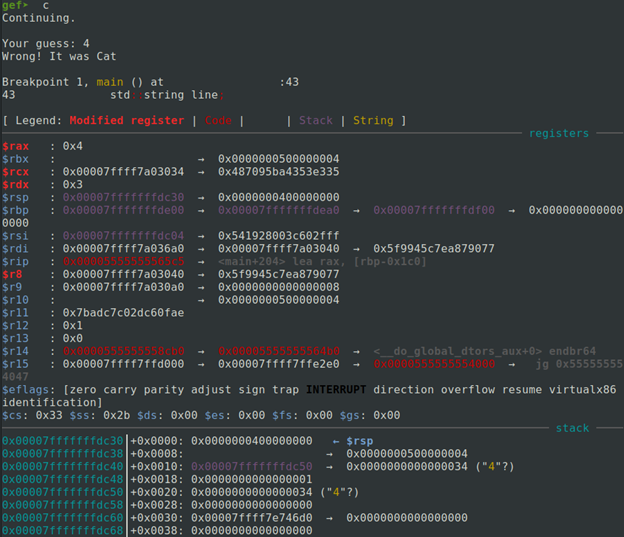 gef➤  c
Continuing.
Your guess: 4
Wrong! It was Cat
Breakpoint 1, main () at :43
43 std::string line;
[ Legend: Modified register | Code | | Stack | String ]
registers
$rax : 0x4
$rbx : → 0x0000000500000004
$rcx : 0x00007ffff7a03034 → 0x487095ba4353e335
$rdx : 0x3
$rsp : 0x00007fffffffdc30 → 0x0000000400000000
$rbp : 0x00007fffffffde00 → 0x00007fffffffdea0 → 0x00007fffffffdf00 → 0x000000000000
0000
$rsi : 0x00007fffffffdc04 → 0x541928003c602fff
$rdi : 0x00007ffff7a036a0 → 0x00007ffff7a03040 → 0x5f9945c7ea879077
$rip : 0x00005555555565c5 → <main+204> lea rax, [rbp-0x1c0]
$r8 : 0x00007ffff7a03040 → 0x5f9945c7ea879077
$r9 : 0x00007ffff7a030a0 → 0x0000000000000008
$r10 : → 0x0000000500000004
$r11 : 0x7badc7c02dc60fae
$r12 : 0x1
$r13 : 0x0
$r14 : 0x0000555555558cb0 → 0x00005555555564b0 → <__do_global_dtors_aux+0> endbr64
$r15 : 0x00007ffff7ffd000 → 0x00007ffff7ffe2e0 → 0x0000555555554000 → jg 0x55555555
4047
$eflags: [zero carry parity adjust sign trap INTERRUPT direction overflow resume virtualx86
identification]
$cs: 0x33 $ss: 0x2b $ds: 0x00 $es: 0x00 $fs: 0x00 $gs: 0x00
stack
0x00007fffffffdc30│+0x0000: 0x0000000400000000 ← $rsp
0x00007fffffffdc38│+0x0008: → 0x0000000500000004
0x00007fffffffdc40│+0x0010: 0x00007fffffffdc50 → 0x0000000000000034 ("4"?)
0x00007fffffffdc48│+0x0018: 0x0000000000000001
0x00007fffffffdc50│+0x0020: 0x0000000000000034 ("4"?)
0x00007fffffffdc58│+0x0028: 0x0000000000000000
0x00007fffffffdc60│+0x0030: 0x00007ffff7e746d0 → 0x0000000000000000
0x00007fffffffdc68│+0x0038: 0x0000000000000000